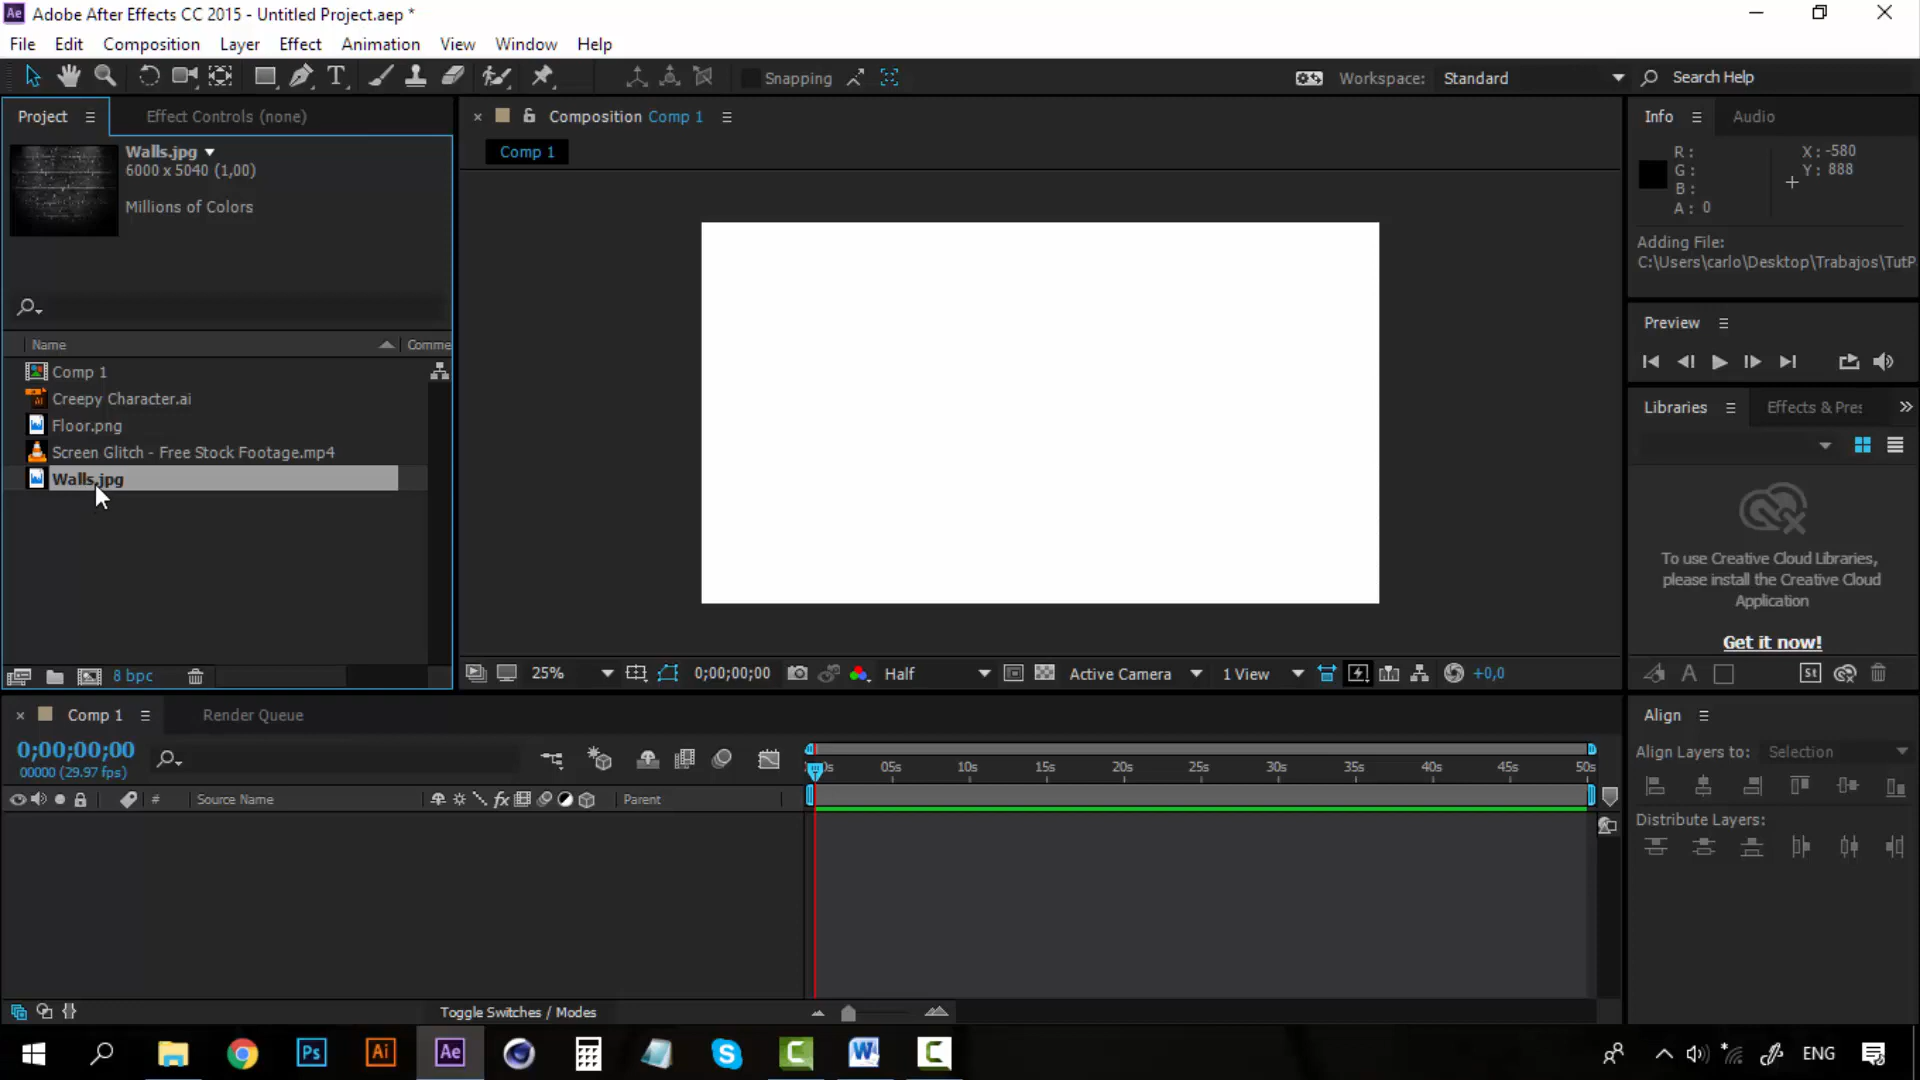 Ae Adobe After Effects CC 2015 - Untitled Project.aep *
File Edit Composition Layer Effect Animation View Window Help
T Snapping Workspace: Standard Search Help
Project Effect Controls (none)
Walls.jpg
6000 x 5040 (1,00)
Millions of Colors
Name Comme
Comp 1
Creepy Character.ai
Floor.png
Screen Glitch - Free Stock Footage.mp4
Walls.jpg
8 bpc
Composition Comp 1
Comp 1
25% 0;00;00;00 Half Active Camera 1 View +0,0
Info Audio
R: X: -580
G: Y: 888
B:
A: 0
Adding File:
C:\Users\carlo\Desktop\Trabajos\TutP
Preview
Libraries Effects & Pres
To use Creative Cloud Libraries,
please install the Creative Cloud
Application
Get it now!
A St
Comp 1 Render Queue
0;00;00;00
00000 (29.97 fps)
05s 10s 15s 20s 25s 30s 35s 40s 45s 50s
# Source Name fx Parent
Toggle Switches / Modes
Align
Align Layers to: Selection
Distribute Layers:
Ps Ai Ae ENG